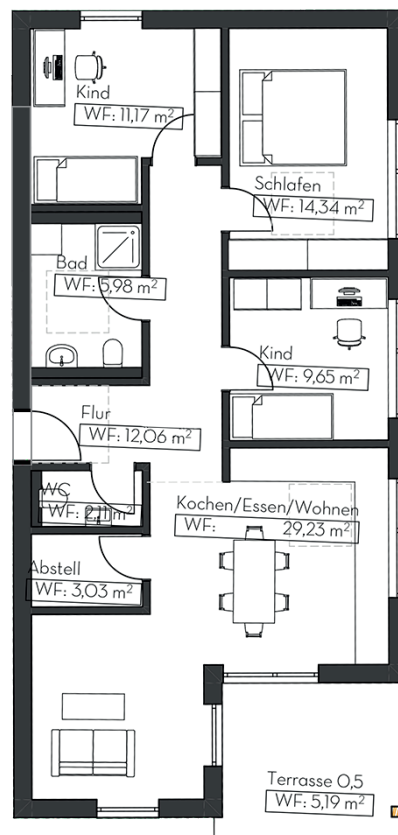 Kind
WF: 11,17 m²
Schlafen
WF: 14,34 m²
Bad
WF: 5,98 m²
Kind
WF: 9,65 m²
Flur
WF: 12,06 m²
WC
WF: 2,11 m²
Kochen/Essen/Wohnen
WF: 29,23 m²
Abstell
WF: 3,03 m²
Terrasse 0,5
WF: 5,19 m²